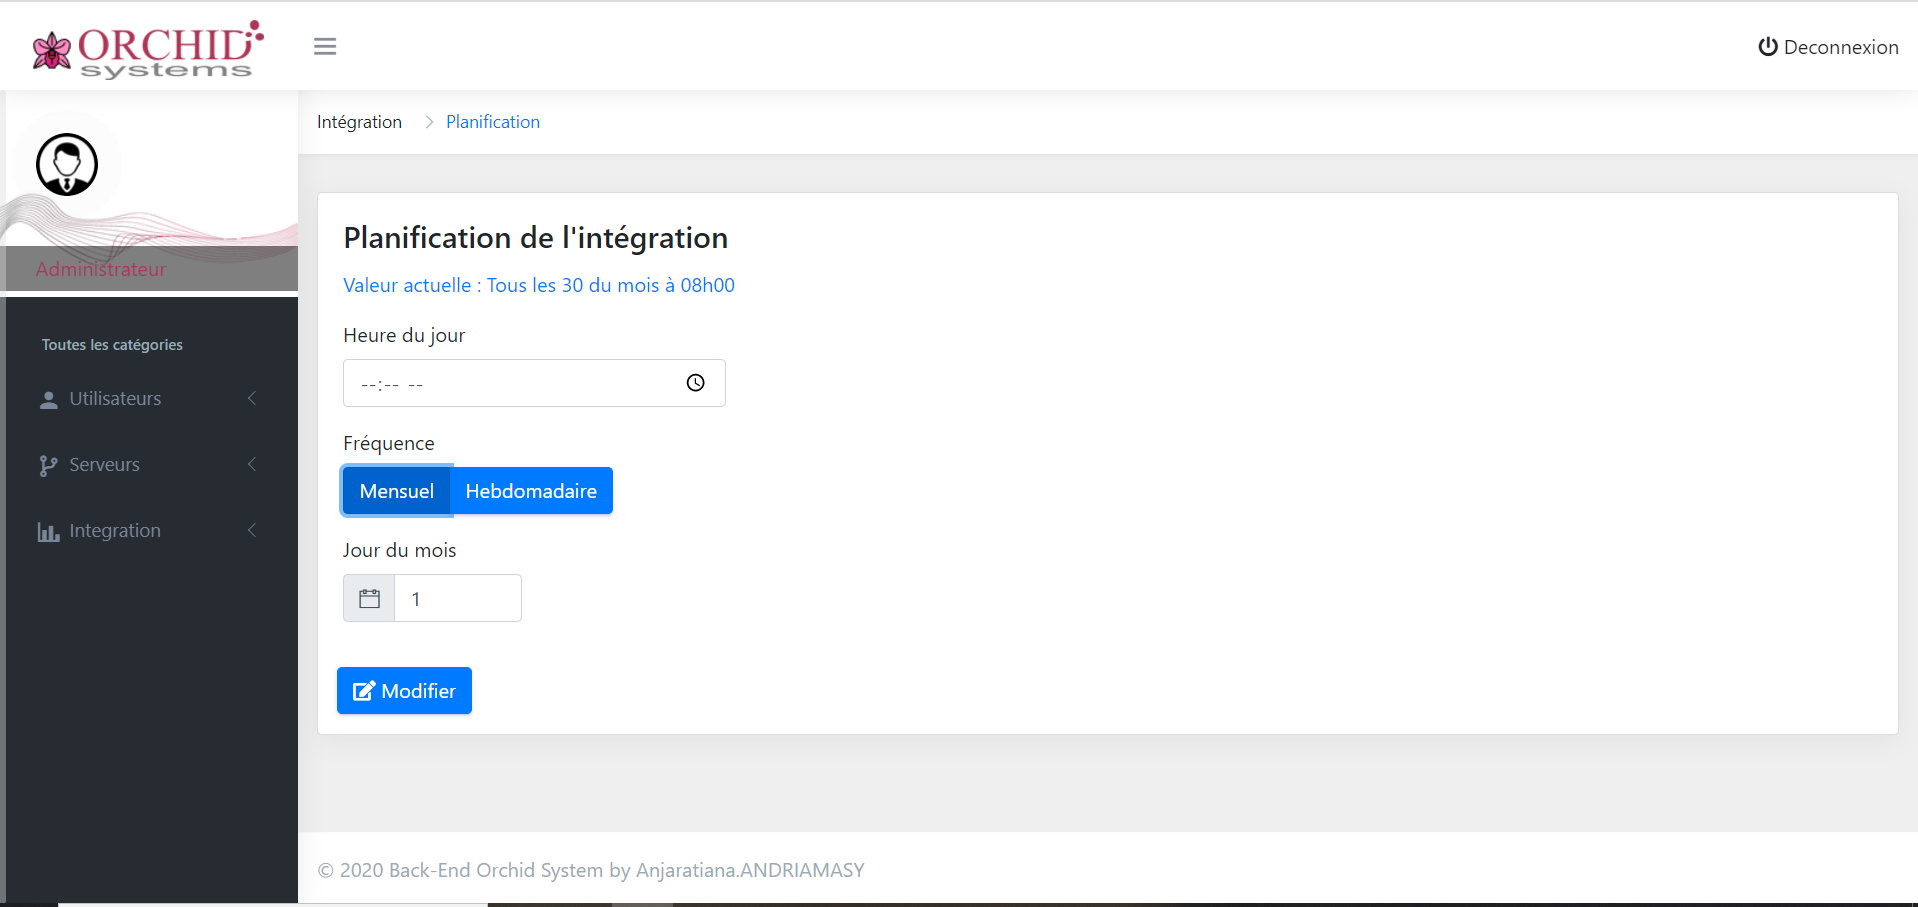 ORCHID
systems
Deconnexion
Intégration
Planification
Administrateur
Planification de l'intégration
Valeur actuelle : Tous les 30 du mois à 08h00
Heure du jour
--:-- --
Fréquence
Mensuel
Hebdomadaire
Jour du mois
1
Modifier
Toutes les catégories
Utilisateurs
Serveurs
Integration
© 2020 Back-End Orchid System by Anjaratiana.ANDRIAMASY